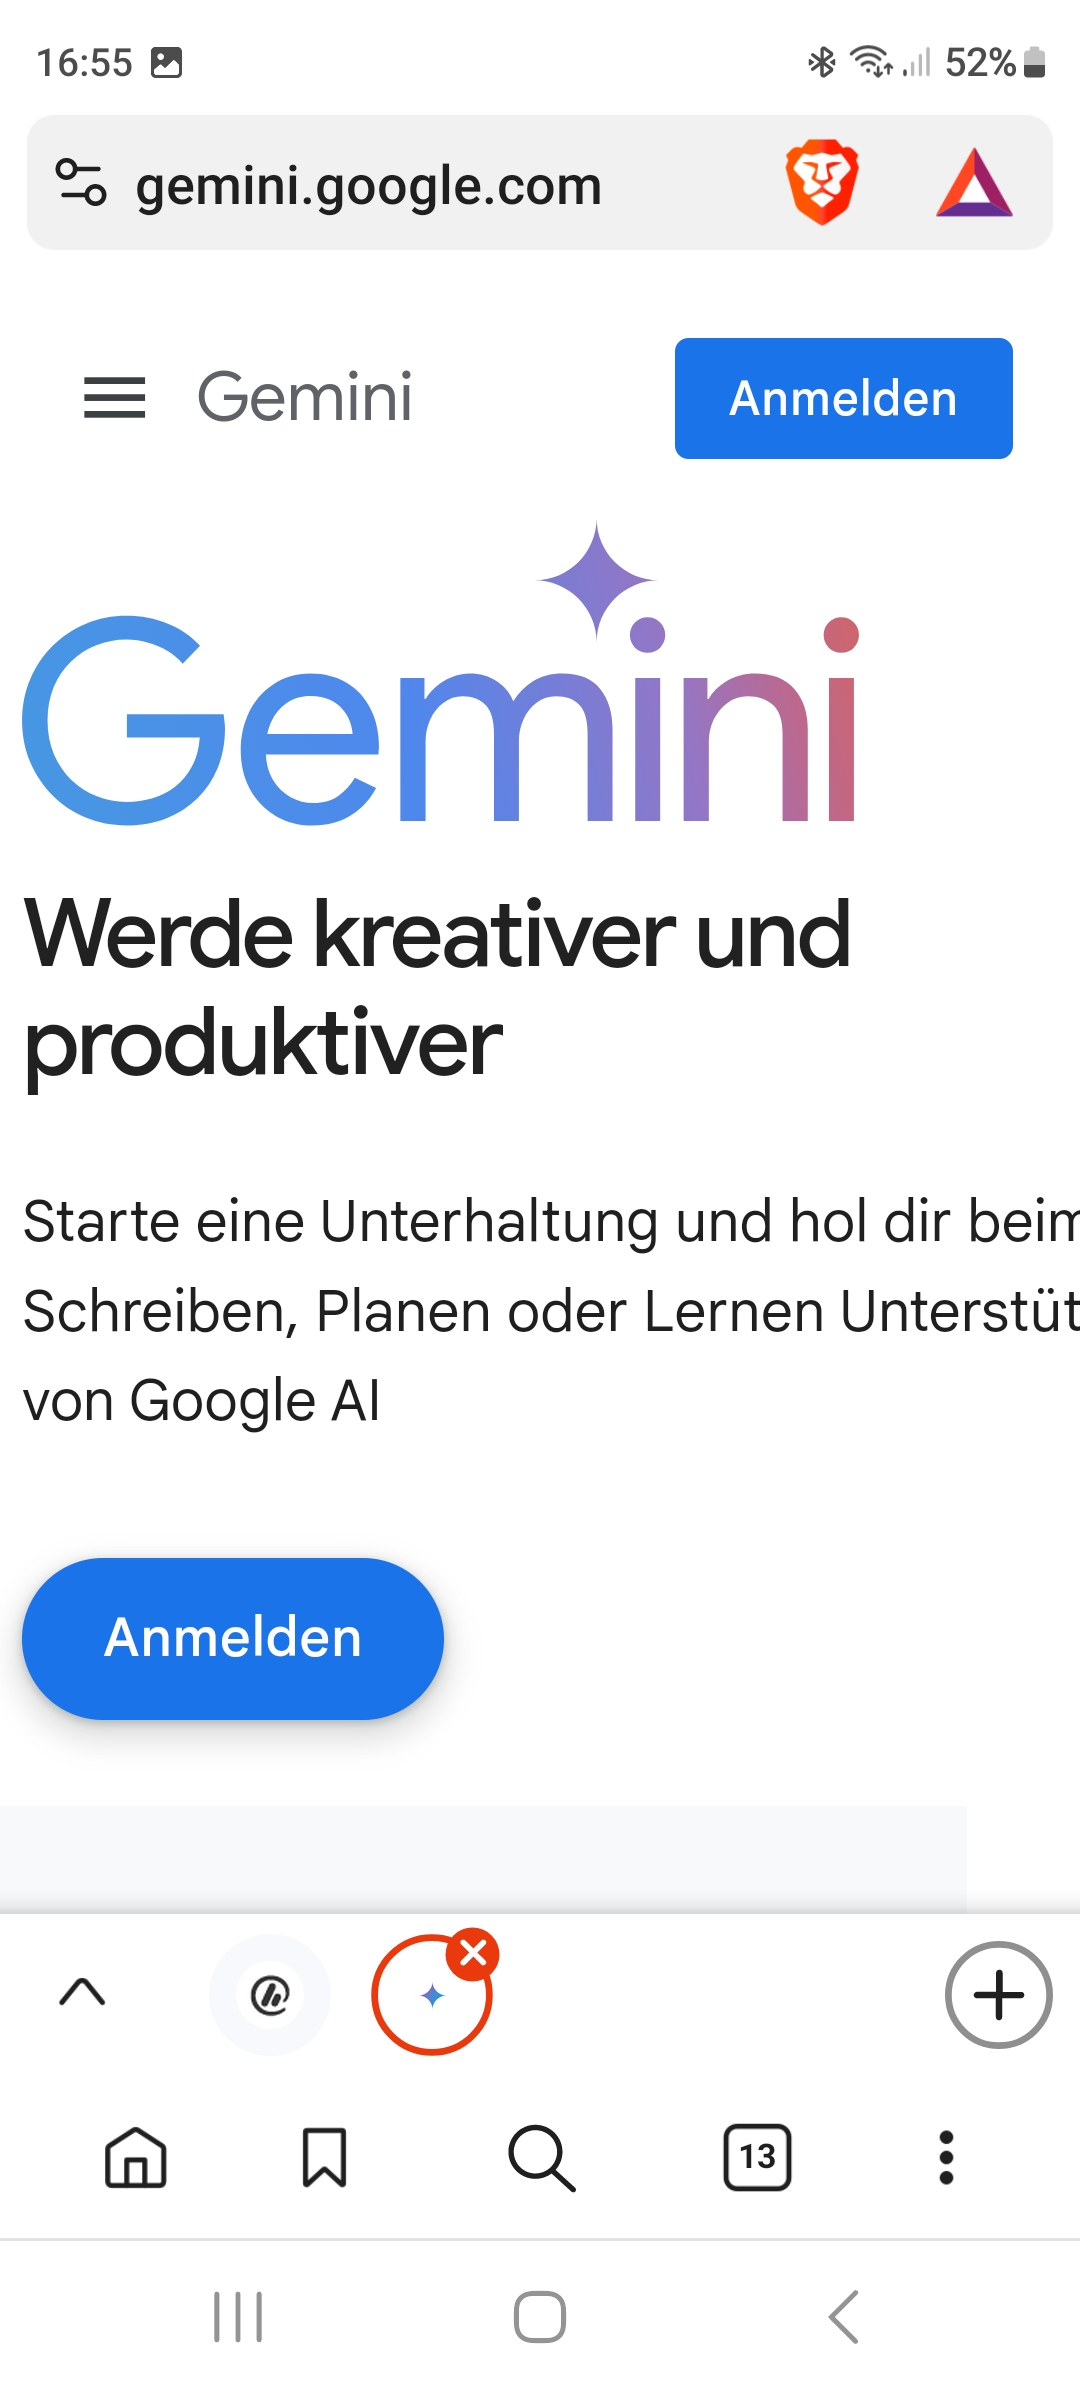 16:55
52%
gemini.google.com
Gemini
Anmelden
Gemini
Werde kreativer und
produktiver
Starte eine Unterhaltung und hol dir beim
Schreiben, Planen oder Lernen Unterstüt
von Google AI
Anmelden
13